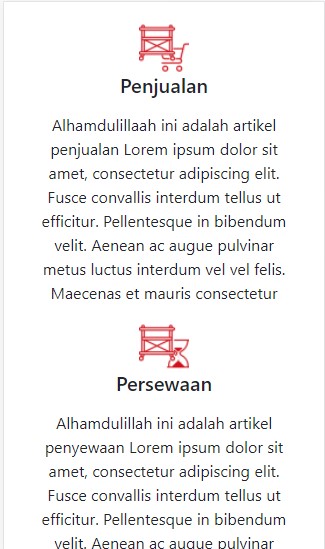 Penjualan
Alhamdulillaah ini adalah artikel
penjualan Lorem ipsum dolor sit
amet, consectetur adipiscing elit.
Fusce convallis interdum tellus ut
efficitur. Pellentesque in bibendum
velit. Aenean ac augue pulvinar
metus luctus interdum vel vel felis.
Maecenas et mauris consectetur
Persewaan
Alhamdulillah ini adalah artikel
penyewaan Lorem ipsum dolor sit
amet, consectetur adipiscing elit.
Fusce convallis interdum tellus ut
efficitur. Pellentesque in bibendum
velit. Aenean ac augue pulvinar